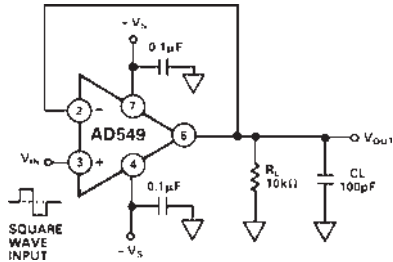 -Vs
0.1μF
2
-
7
AD549
6
VOUT
VIN
3
+
4
RL
10kΩ
CL
100pF
0.1μF
SQUARE
WAVE
INPUT
-Vs